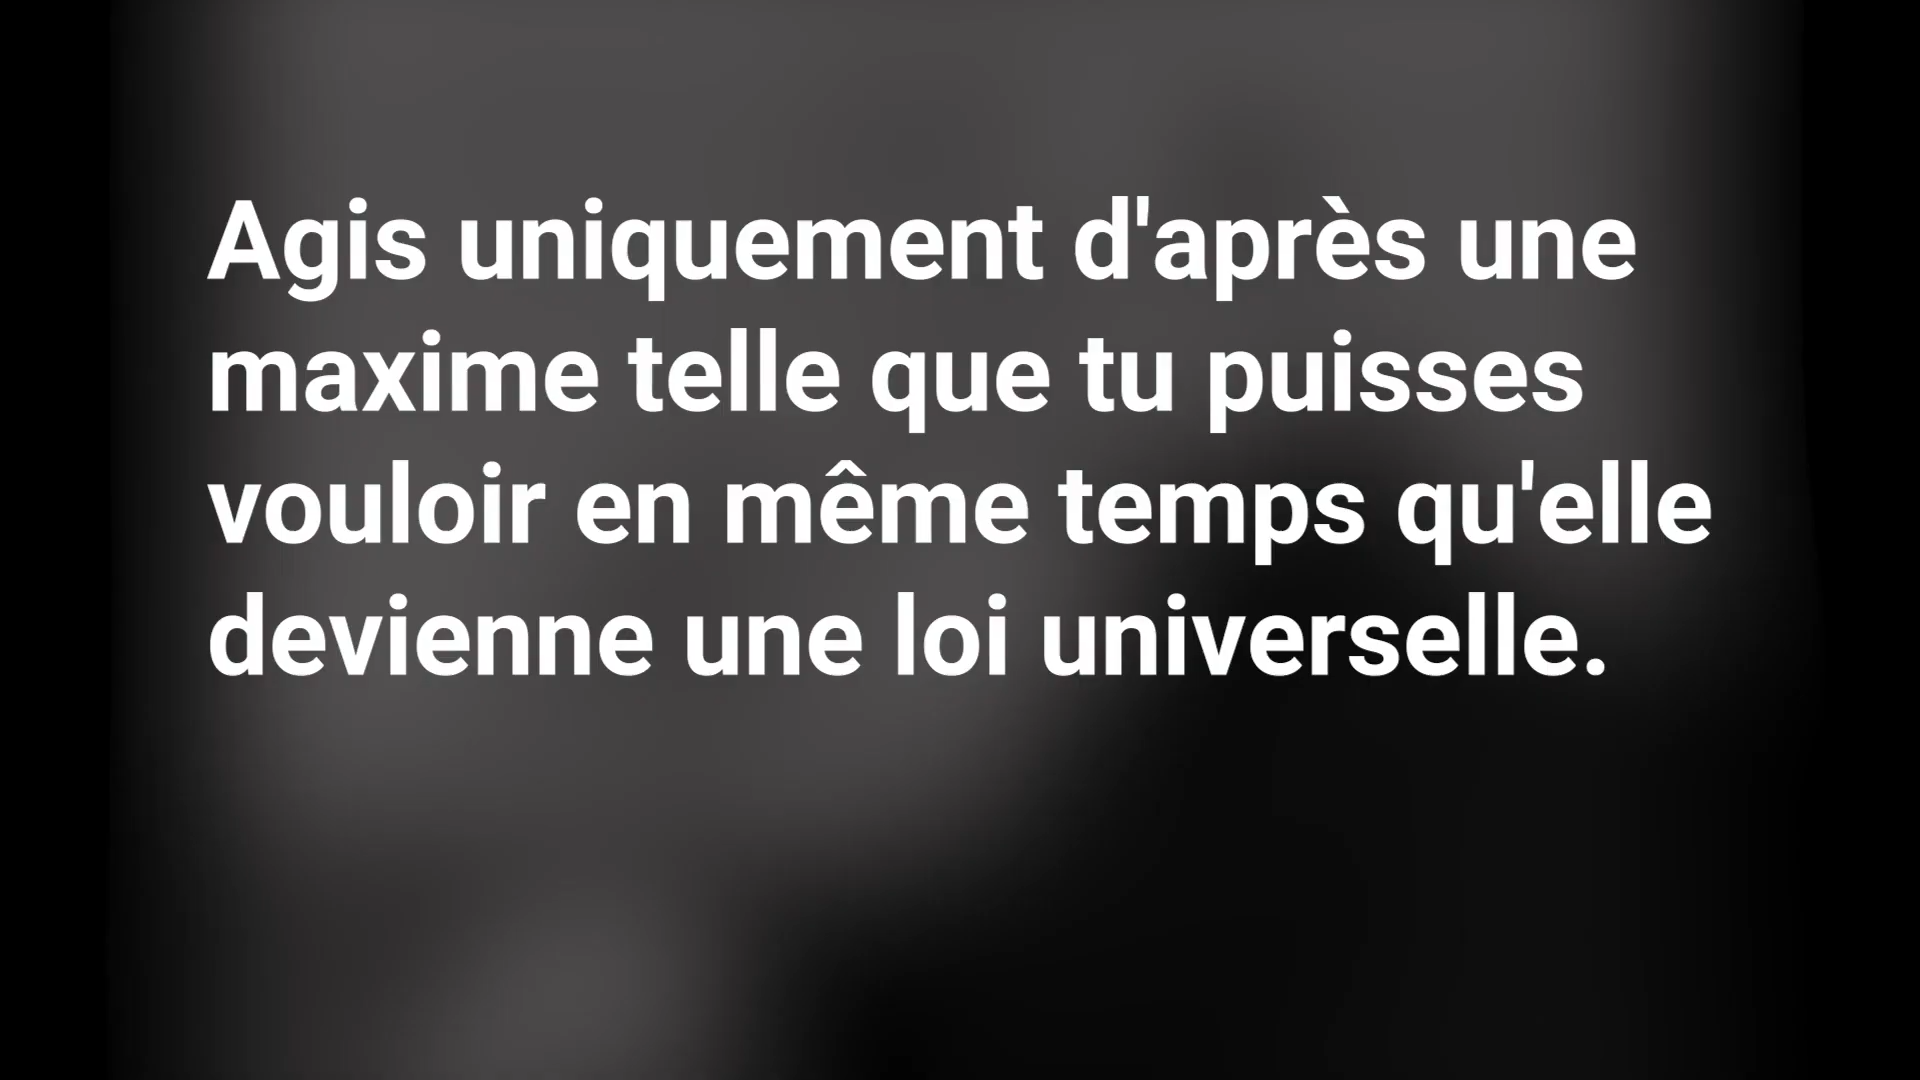 Agis uniquement d'après une
maxime telle que tu puisses
vouloir en même temps qu'elle
devienne une loi universelle.